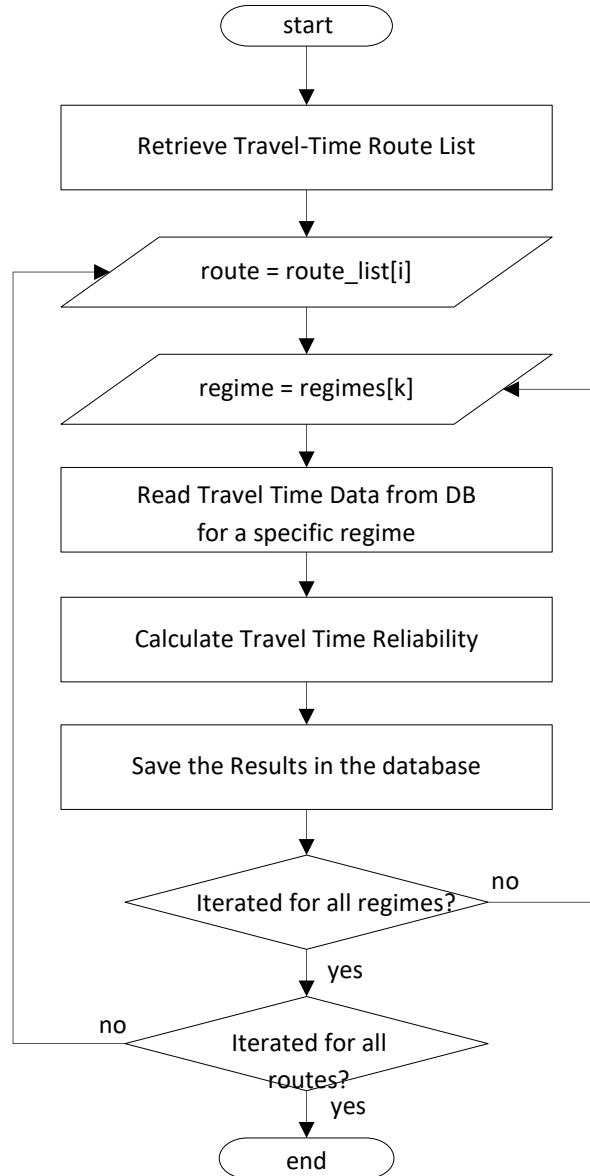 start
Retrieve Travel-Time Route List
route = route_list[i]
regime = regimes[k]
Read Travel Time Data from DB
for a specific regime
Calculate Travel Time Reliability
Save the Results in the database
Iterated for all regimes?
no
yes
no
Iterated for all
routes?
yes
end